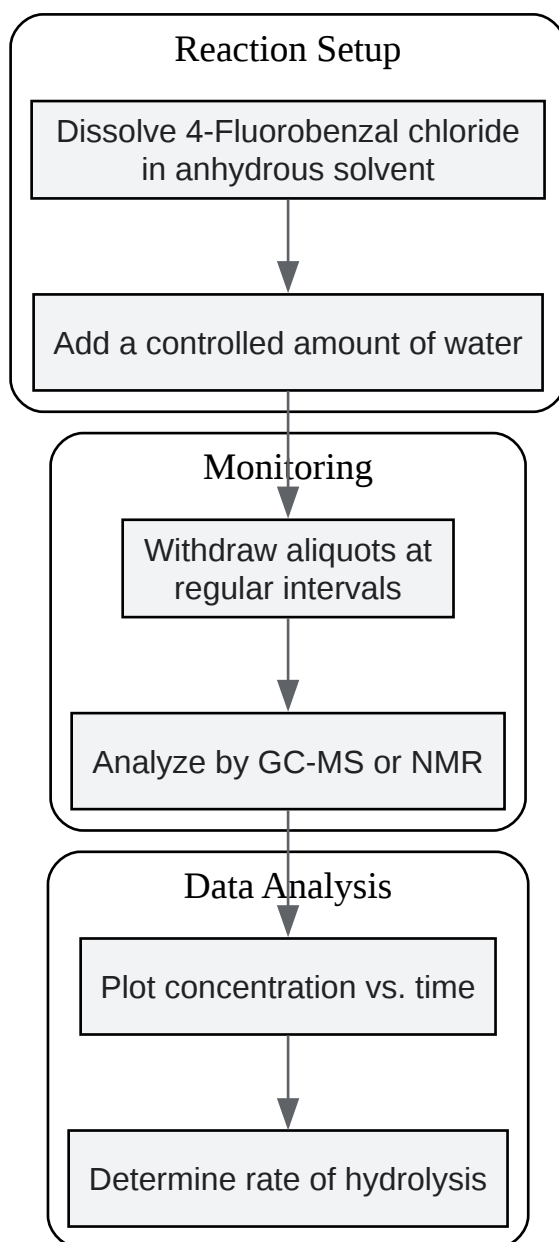 Reaction Setup
Dissolve 4-Fluorobenzal chloride
in anhydrous solvent
Add a controlled amount of water
Monitoring
Withdraw aliquots at
regular intervals
Analyze by GC-MS or NMR
Data Analysis
Plot concentration vs. time
Determine rate of hydrolysis